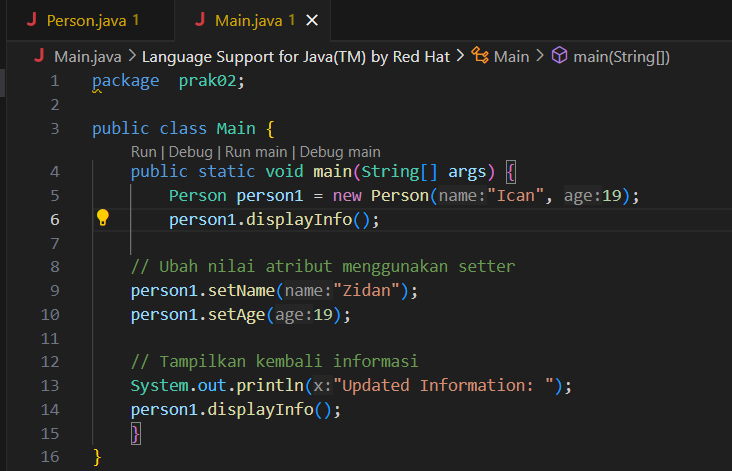 Person.java 1 Main.java 1 ×
Main.java > Language Support for Java(TM) by Red Hat > Main > main(String[])
1 package  prak02;
2
3 public class Main {
Run | Debug | Run main | Debug main
4 public static void main(String[] args) {
5 Person person1 = new Person(name:"Ican", age:19);
6 person1.displayInfo();
7
8 // Ubah nilai atribut menggunakan setter
9 person1.setName(name:"Zidan");
10 person1.setAge(age:19);
11
12 // Tampilkan kembali informasi
13 System.out.println(x:"Updated Information: ");
14 person1.displayInfo();
15 }
16 }